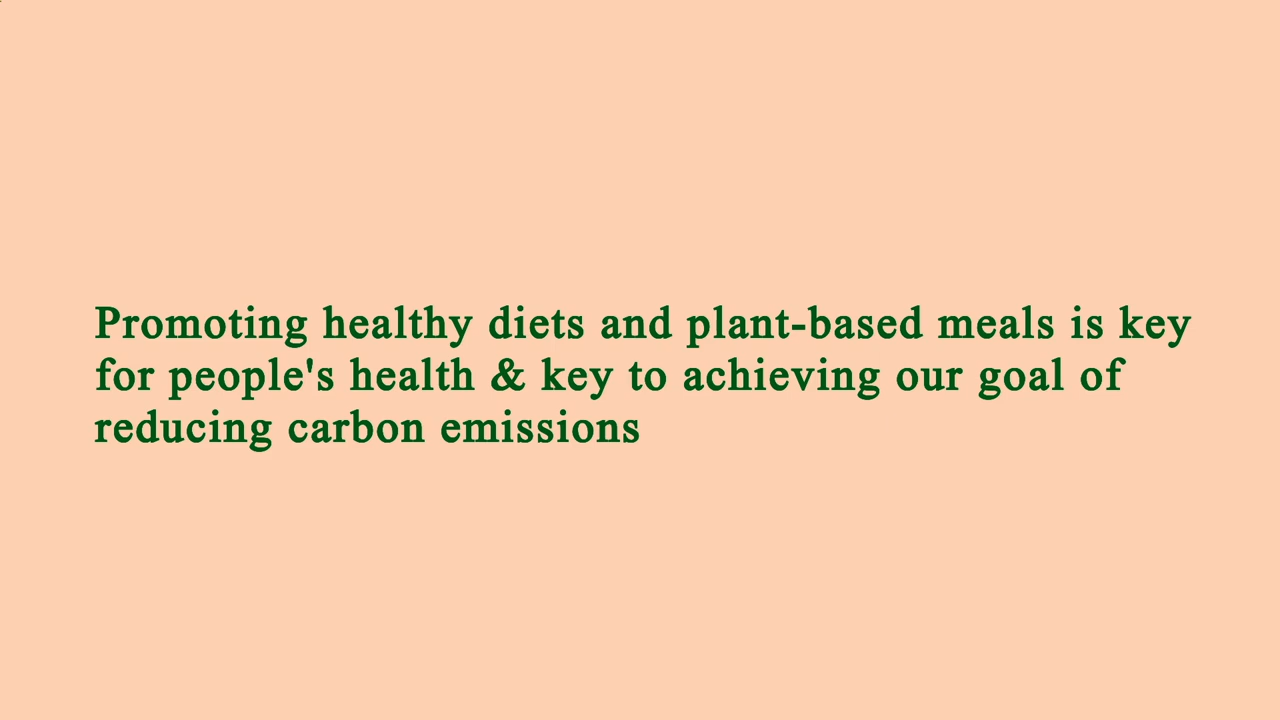 Promoting healthy diets and plant-based meals is key
for people's health & key to achieving our goal of
reducing carbon emissions